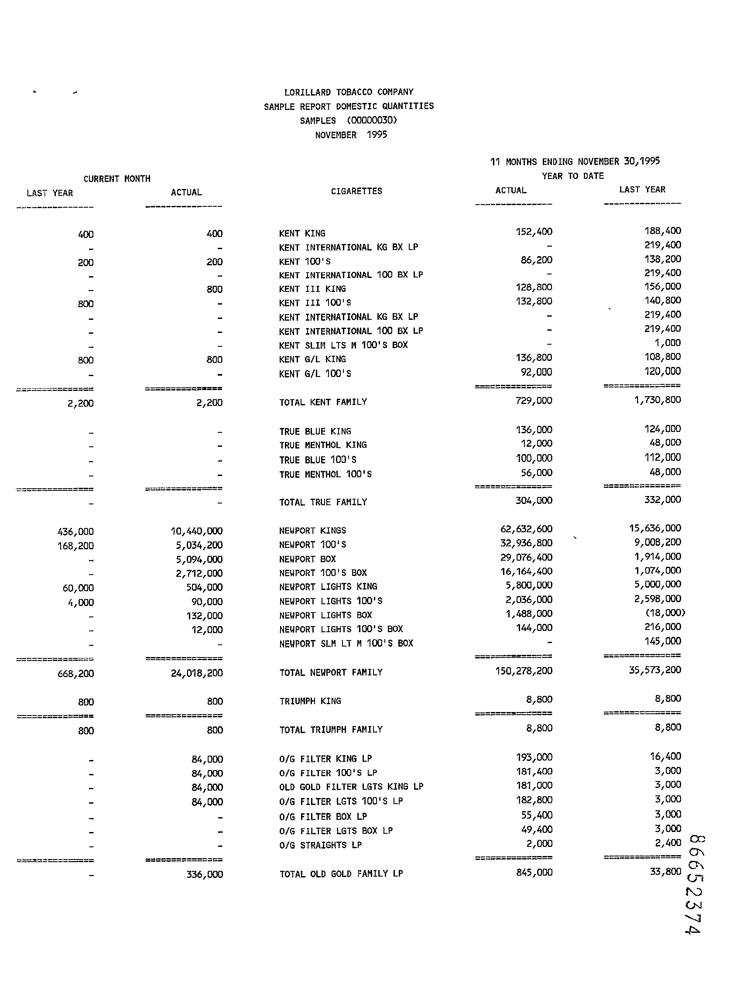 LORILLARD TOBACCO COMPANY
SAMPLE REPORT DOMESTIC QUANTITIES
SAMPLES (00000030)
NOVEMBER 1995
11 MONTHS ENDING NOVEMBER 30,1995
CURRENT MONTH YEAR TO DATE
LAST YEAR ACTUAL CIGARETTES ACTUAL LAST YEAR
400 400 KENT KING 152,400 188,400
- - KENT INTERNATIONAL KG BX LP - 219,400
200 200 KENT 100'S 86,200 138,200
- - KENT INTERNATIONAL 100 BX LP - 219,400
- 800 KENT III KING 128,800 156,000
800 - KENT III 100'S 132,800 140,800
- - KENT INTERNATIONAL KG BX LP - 219,400
- - KENT INTERNATIONAL 100 BX LP - 219,400
- - KENT SLIM LTS M 100'S BOX - 1,000
800 800 KENT G/L KING 136,800 108,800
- - KENT G/L 100'S 92,000 120,000
2,200 2,200 TOTAL KENT FAMILY 729,000 1,730,800
- - TRUE BLUE KING 136,000 124,000
- - TRUE MENTHOL KING 12,000 48,000
- - TRUE BLUE 100'S 100,000 112,000
- - TRUE MENTHOL 100'S 56,000 48,000
- - TOTAL TRUE FAMILY 304,000 332,000
436,000 10,440,000 NEWPORT KINGS 62,632,600 15,636,000
168,200 5,034,200 NEWPORT 100'S 32,936,800 9,008,200
- 5,094,000 NEWPORT BOX 29,076,400 1,914,000
- 2,712,000 NEWPORT 100'S BOX 16,164,400 1,074,000
60,000 504,000 NEWPORT LIGHTS KING 5,800,000 5,000,000
4,000 90,000 NEWPORT LIGHTS 100'S 2,036,000 2,598,000
- 132,000 NEWPORT LIGHTS BOX 1,488,000 (18,000)
- 12,000 NEWPORT LIGHTS 100'S BOX 144,000 216,000
- - NEWPORT SLM LT M 100'S BOX - 145,000
668,200 24,018,200 TOTAL NEWPORT FAMILY 150,278,200 35,573,200
800 800 TRIUMPH KING 8,800 8,800
800 800 TOTAL TRIUMPH FAMILY 8,800 8,800
- 84,000 O/G FILTER KING LP 193,000 16,400
- 84,000 O/G FILTER 100'S LP 181,400 3,000
- 84,000 OLD GOLD FILTER LGTS KING LP 181,000 3,000
- 84,000 O/G FILTER LGTS 100'S LP 182,800 3,000
- - O/G FILTER BOX LP 55,400 3,000
- - O/G FILTER LGTS BOX LP 49,400 3,000
- - O/G STRAIGHTS LP 2,000 2,400
- 336,000 TOTAL OLD GOLD FAMILY LP 845,000 33,800
86652374